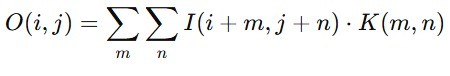 O(i, j) = ∑_m ∑_n I(i + m, j + n) · K(m, n)